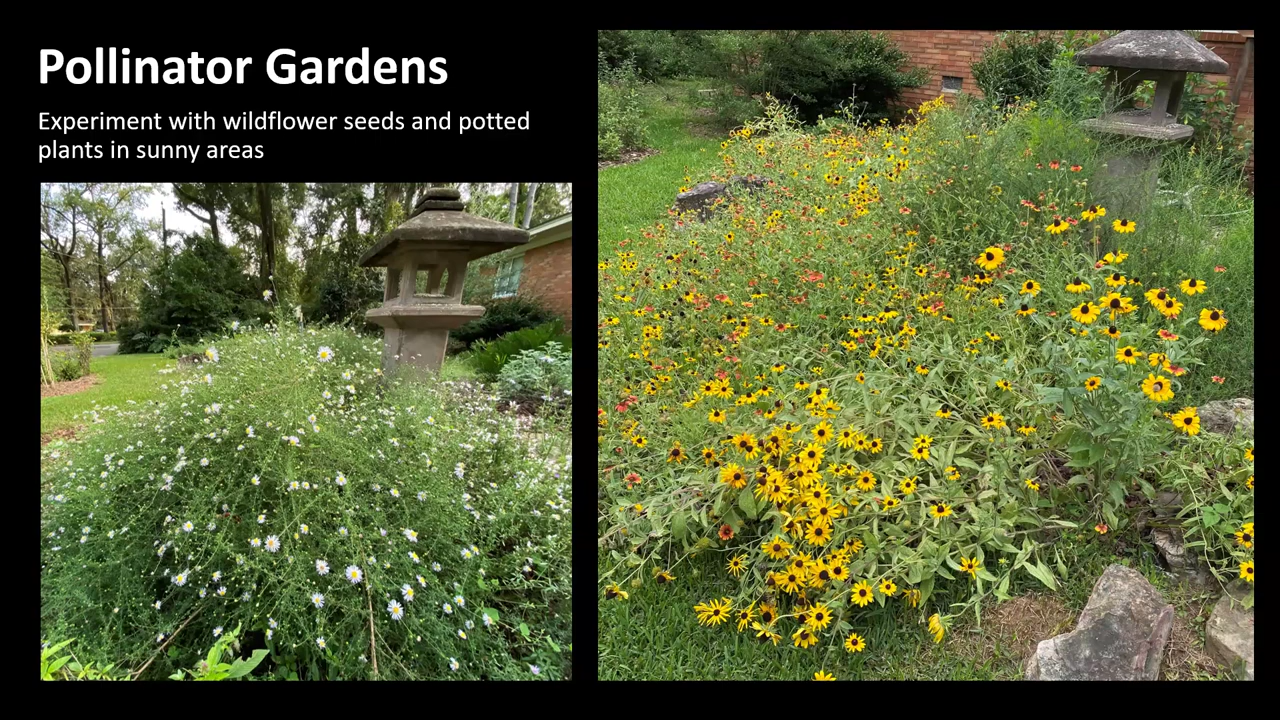 Pollinator Gardens
Experiment with wildflower seeds and potted
plants in sunny areas